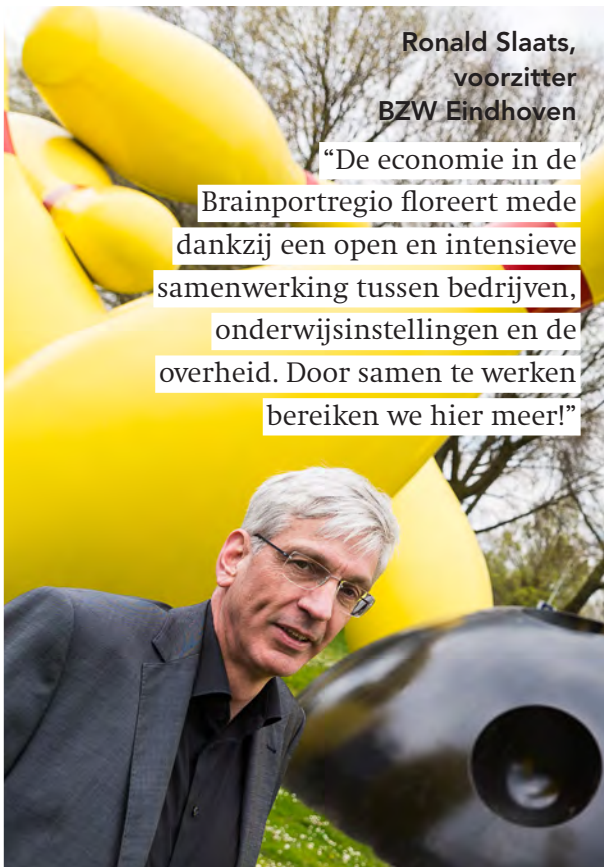 Ronald Slaats,
voorzitter
BZW Eindhoven
“De economie in de
Brainportregio floreert mede
dankzij een open en intensieve
samenwerking tussen bedrijven,
onderwijsinstellingen en de
overheid. Door samen te werken
bereiken we hier meer!”